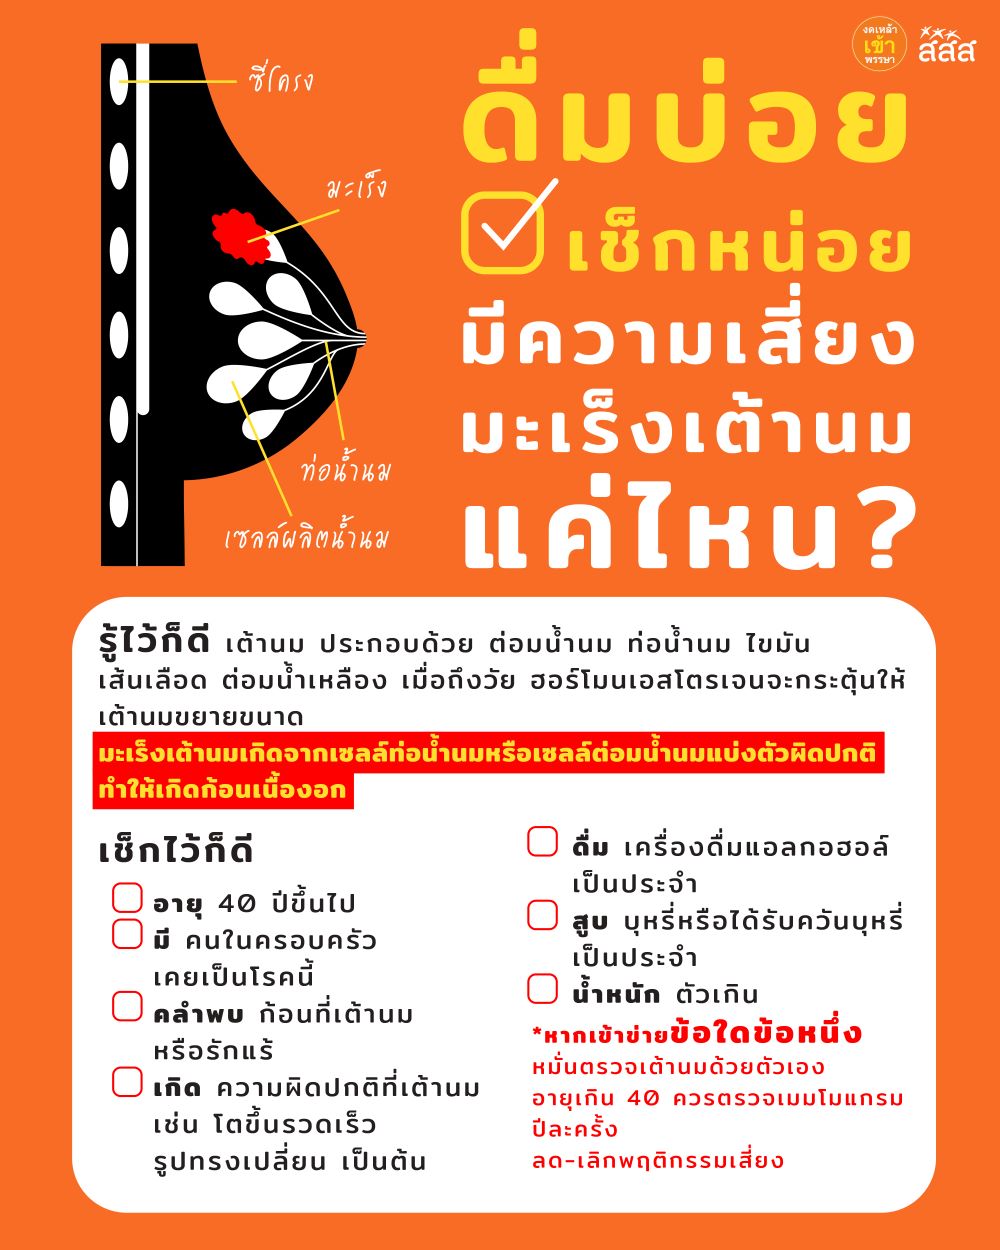 งดเหล้า
เข้า
พรรษา
สสส
ดื่มบ่อย
เช็กหน่อย
มีความเสี่ยง
มะเร็งเต้านม
แค่ไหน?
ซี่โครง
มะเร็ง
ท่อน้ำนม
เซลล์ผลิตน้ำนม
รู้ไว้ก็ดี เต้านม ประกอบด้วย ต่อมน้ำนม ท่อน้ำนม ไขมัน
เส้นเลือด ต่อมน้ำเหลือง เมื่อถึงวัย ฮอร์โมนเอสโตรเจนจะกระตุ้นให้
เต้านมขยายขนาด
มะเร็งเต้านมเกิดจากเซลล์ท่อน้ำนมหรือเซลล์ต่อมน้ำนมแบ่งตัวผิดปกติ
ทำให้เกิดก้อนเนื้องอก
เช็กไว้ก็ดี
อายุ 40 ปีขึ้นไป
มี คนในครอบครัว
เคยเป็นโรคนี้
คลำพบ ก้อนที่เต้านม
หรือรักแร้
เกิด ความผิดปกติที่เต้านม
เช่น โตขึ้นรวดเร็ว
รูปทรงเปลี่ยน เป็นต้น
ดื่ม เครื่องดื่มแอลกอฮอล์
เป็นประจำ
สูบ บุหรี่หรือได้รับควันบุหรี่
เป็นประจำ
น้ำหนัก ตัวเกิน
*หากเข้าข่ายข้อใดข้อหนึ่ง
หมั่นตรวจเต้านมด้วยตัวเอง
อายุเกิน 40 ควรตรวจเมมโมแกรม
ปีละครั้ง
ลด-เลิกพฤติกรรมเสี่ยง